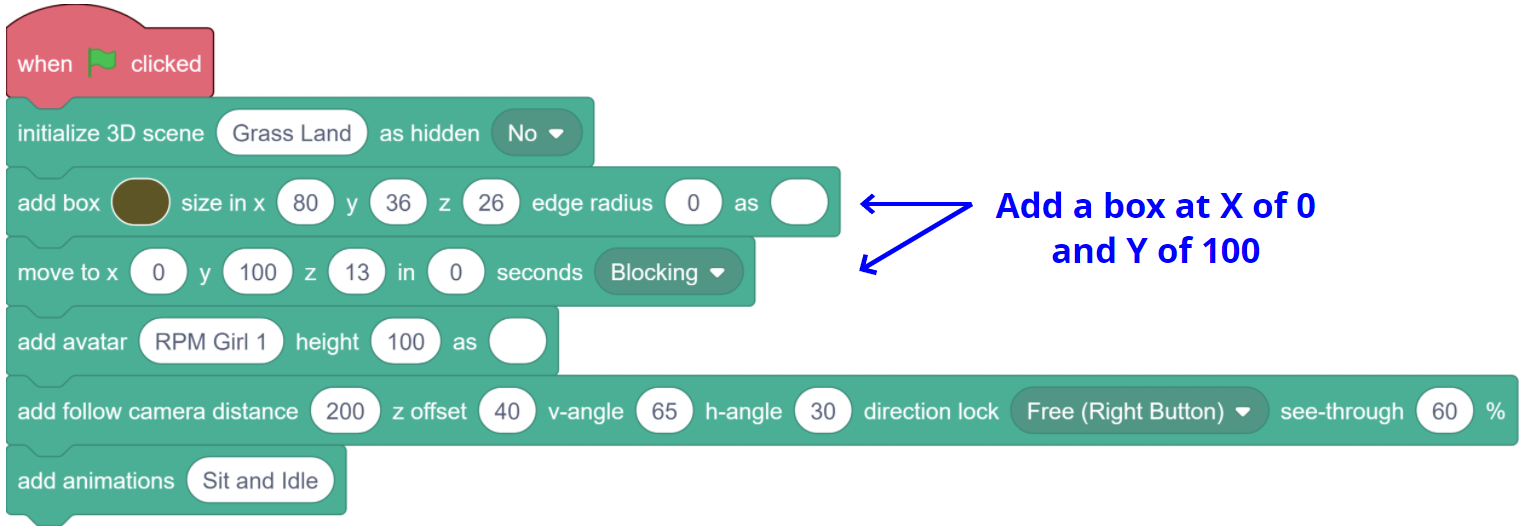 when clicked
initialize 3D scene Grass Land as hidden No
add box size in x 80 y 36 z 26 edge radius 0 as
Add a box at X of 0
and Y of 100
move to x 0 y 100 z 13 in 0 seconds Blocking
add avatar RPM Girl 1 height 100 as
add follow camera distance 200 z offset 40 v-angle 65 h-angle 30 direction lock Free (Right Button) see-through 60 %
add animations Sit and Idle